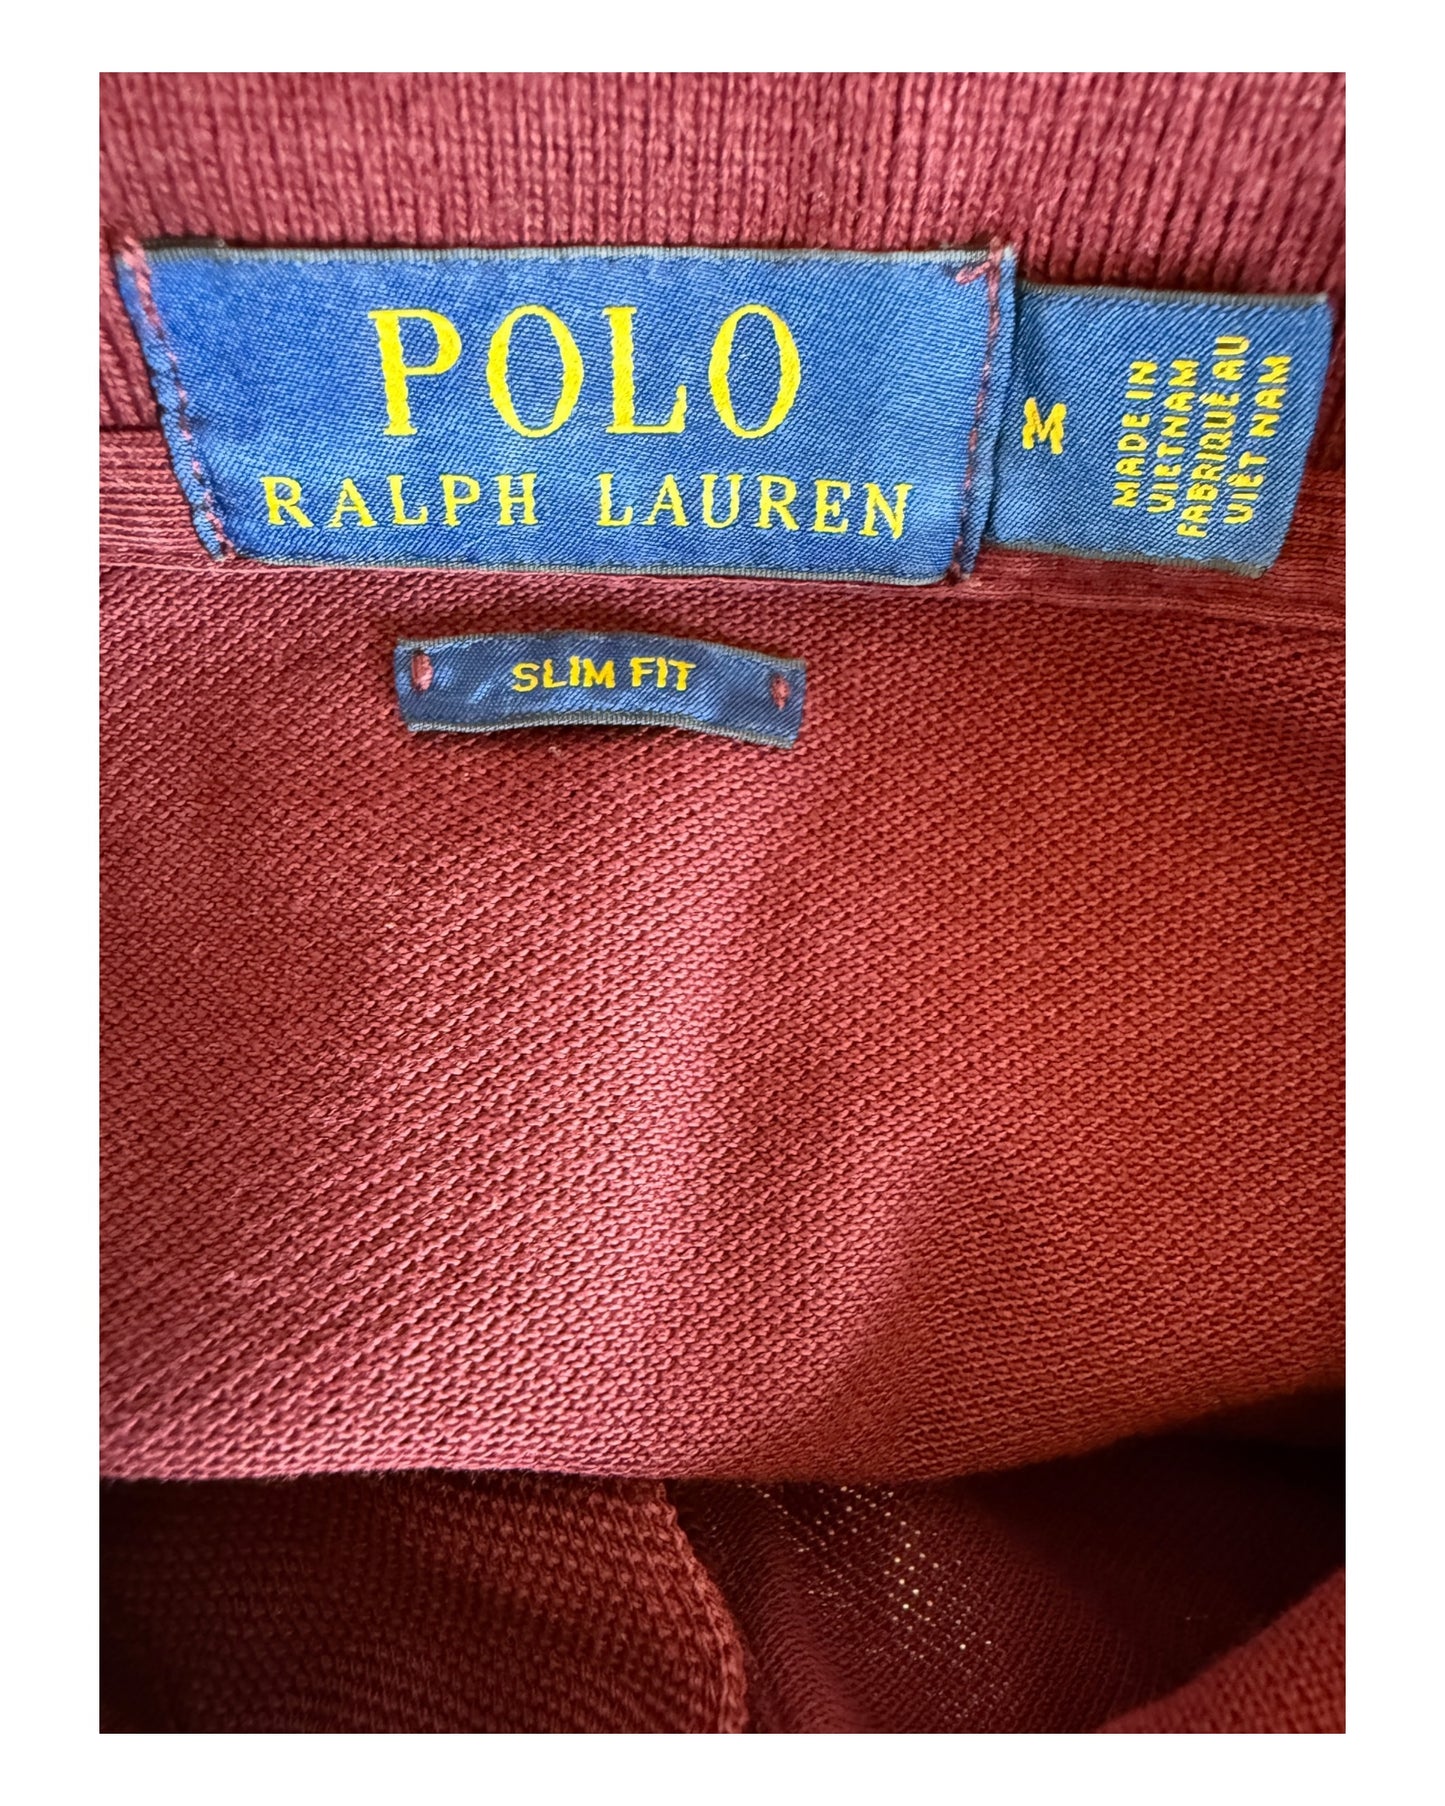 POLO
RALPH LAUREN
M
MADE IN
VIETNAM
FABRIQUÉ AU
VIÊT NAM
SLIM FIT